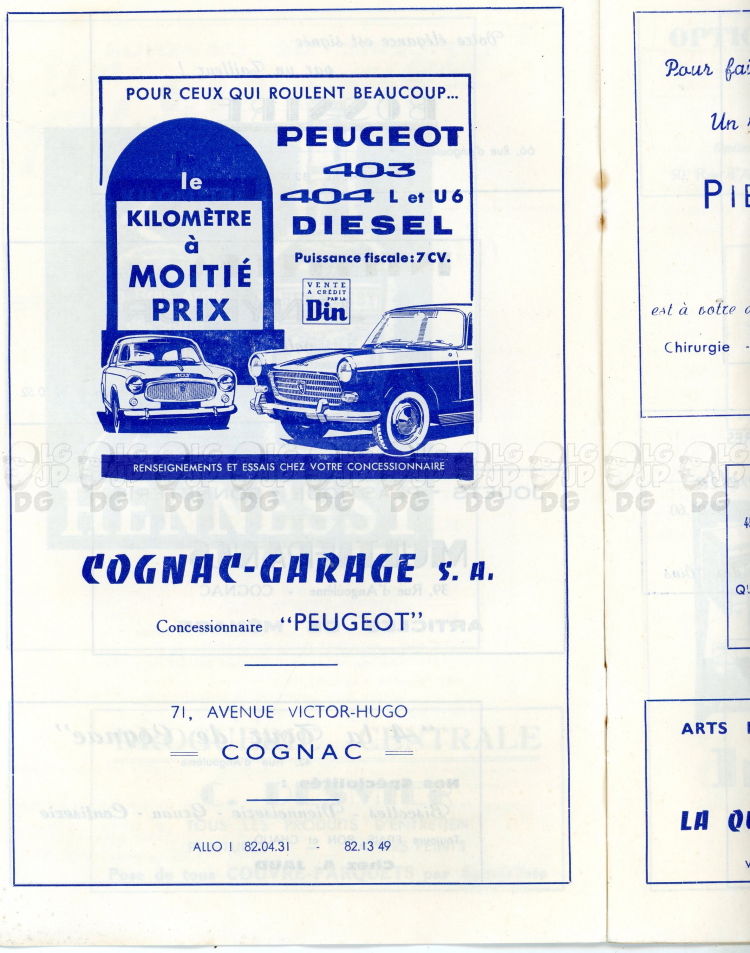 POUR CEUX QUI ROULENT BEAUCOUP...
le
KILOMÈTRE
à
MOITIÉ
PRIX
PEUGEOT
403
404 L et U6
DIESEL
Puissance fiscale : 7 CV.
VENTE
A CRÉDIT
PAR LA
Din
403
RENSEIGNEMENTS ET ESSAIS CHEZ VOTRE CONCESSIONNAIRE
COGNAC-GARAGE S. A.
Concessionnaire "PEUGEOT"
71, AVENUE VICTOR-HUGO
COGNAC
ALLO ! 82.04.31 - 82.13 49
Pour
Un
est à votre
Chirurgie -
ARTS
LA